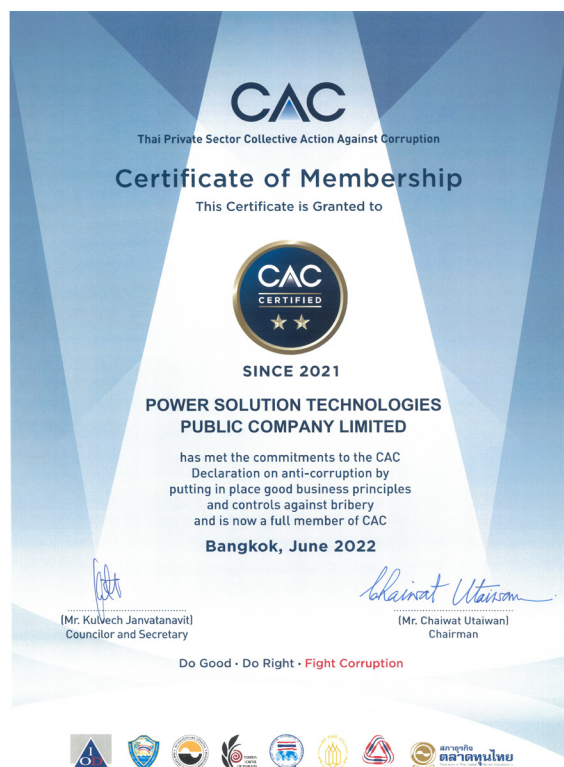 CAC
Thai Private Sector Collective Action Against Corruption
Certificate of Membership
This Certificate is Granted to
CAC
CERTIFIED
SINCE 2021
POWER SOLUTION TECHNOLOGIES
PUBLIC COMPANY LIMITED
has met the commitments to the CAC
Declaration on anti-corruption by
putting in place good business principles
and controls against bribery
and is now a full member of CAC
Bangkok, June 2022
Chaiwat Utaiwan
(Mr. Kulvech Janvatanavit)
Councilor and Secretary
(Mr. Chaiwat Utaiwan)
Chairman
Do Good · Do Right · Fight Corruption
IOD
สภาธุรกิจ
ตลาดทุนไทย